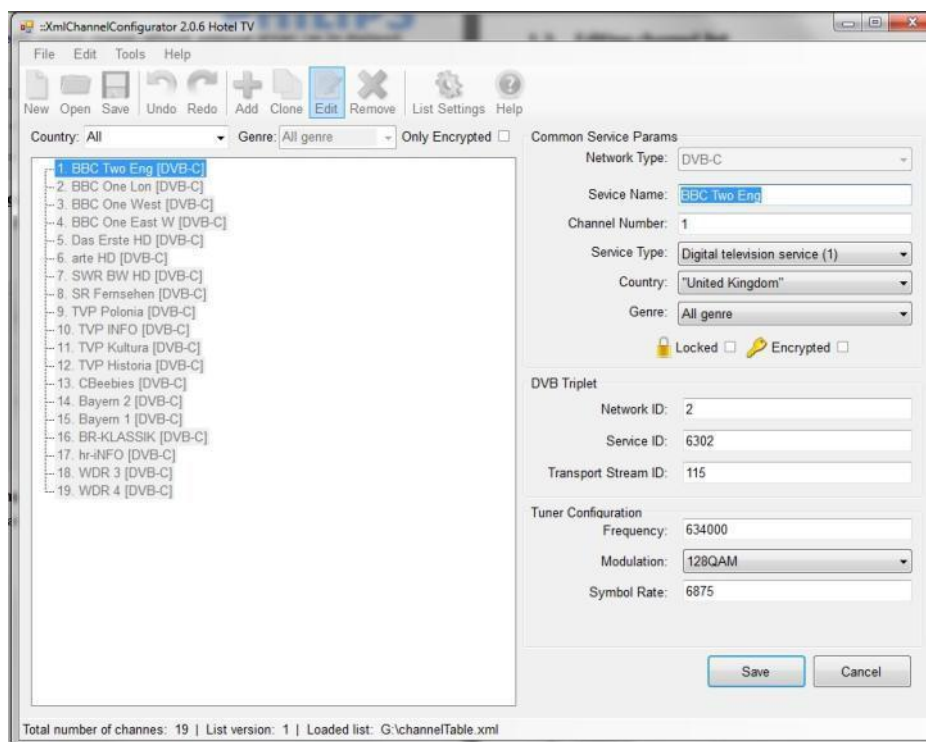 ::XmlChannelConfigurator 2.0.6 Hotel TV
File Edit Tools Help
New Open Save Undo Redo Add Clone Edit Remove List Settings Help
Country: All Genre: All genre Only Encrypted
1. BBC Two Eng [DVB-C]
2. BBC One Lon [DVB-C]
3. BBC One West [DVB-C]
4. BBC One East W [DVB-C]
5. Das Erste HD [DVB-C]
6. arte HD [DVB-C]
7. SWR BW HD [DVB-C]
8. SR Fernsehen [DVB-C]
9. TVP Polonia [DVB-C]
10. TVP INFO [DVB-C]
11. TVP Kultura [DVB-C]
12. TVP Historia [DVB-C]
13. CBeebies [DVB-C]
14. Bayern 2 [DVB-C]
15. Bayern 1 [DVB-C]
16. BR-KLASSIK [DVB-C]
17. hr-iNFO [DVB-C]
18. WDR 3 [DVB-C]
19. WDR 4 [DVB-C]
Common Service Params
Network Type: DVB-C
Sevice Name: BBC Two Eng
Channel Number: 1
Service Type: Digital television service (1)
Country: "United Kingdom"
Genre: All genre
Locked Encrypted
DVB Triplet
Network ID: 2
Service ID: 6302
Transport Stream ID: 115
Tuner Configuration
Frequency: 634000
Modulation: 128QAM
Symbol Rate: 6875
Save Cancel
Total number of channes: 19 | List version: 1 | Loaded list: G:\channelTable.xml